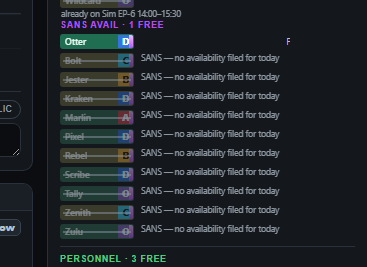 already on Sim EP-6 14:00–15:30
SANS AVAIL · 1 FREE
Otter D F
Bolt C SANS — no availability filed for today
Jester B SANS — no availability filed for today
Kraken D SANS — no availability filed for today
Marlin A SANS — no availability filed for today
Pixel D SANS — no availability filed for today
Rebel B SANS — no availability filed for today
Scribe D SANS — no availability filed for today
Tally O SANS — no availability filed for today
Zenith C SANS — no availability filed for today
Zulu O SANS — no availability filed for today
PERSONNEL · 3 FREE